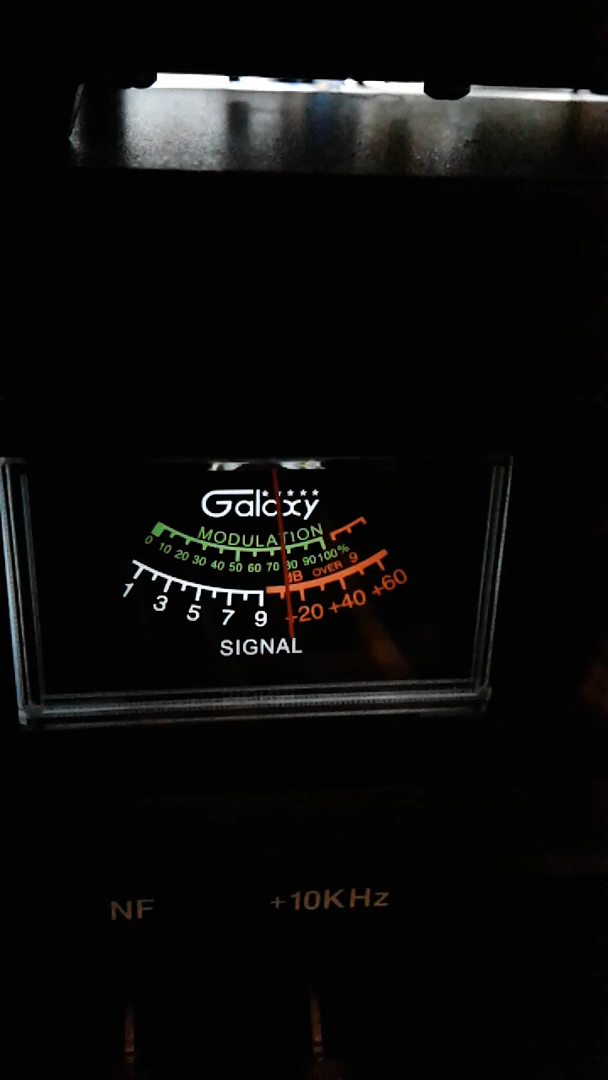 Galaxy
MODULATION
0 10 20 30 40 50 60 70 80 90 100%
dB OVER 9
1 3 5 7 9 +20 +40 +60
SIGNAL
NF +10KHz